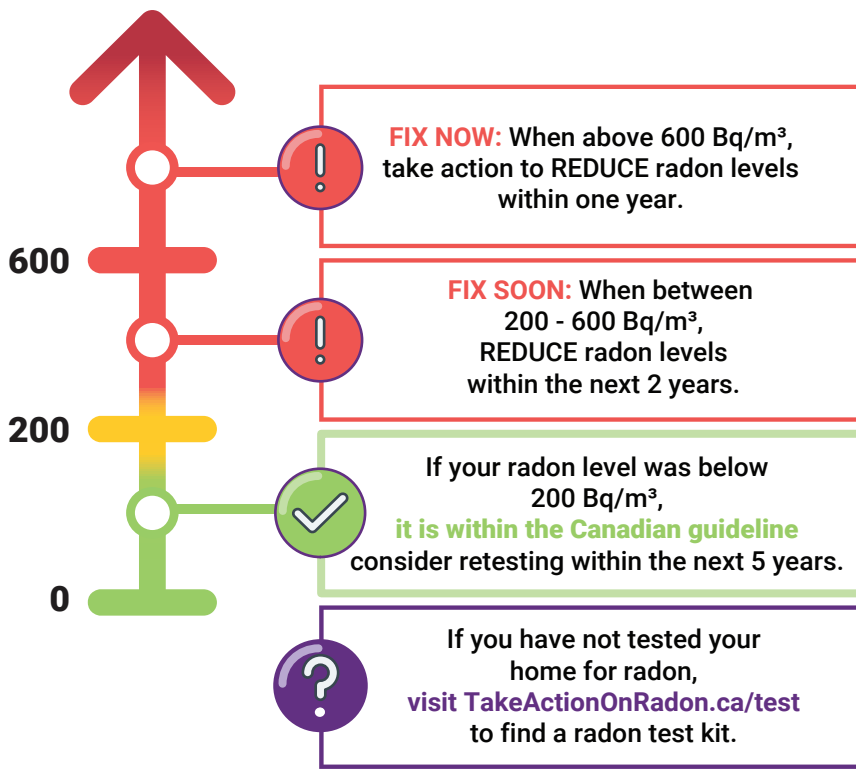 FIX NOW: When above 600 Bq/m³,
take action to REDUCE radon levels
within one year.
600
FIX SOON: When between
200 - 600 Bq/m³,
REDUCE radon levels
within the next 2 years.
200
If your radon level was below
200 Bq/m³,
it is within the Canadian guideline
consider retesting within the next 5 years.
0
If you have not tested your
home for radon,
visit TakeActionOnRadon.ca/test
to find a radon test kit.